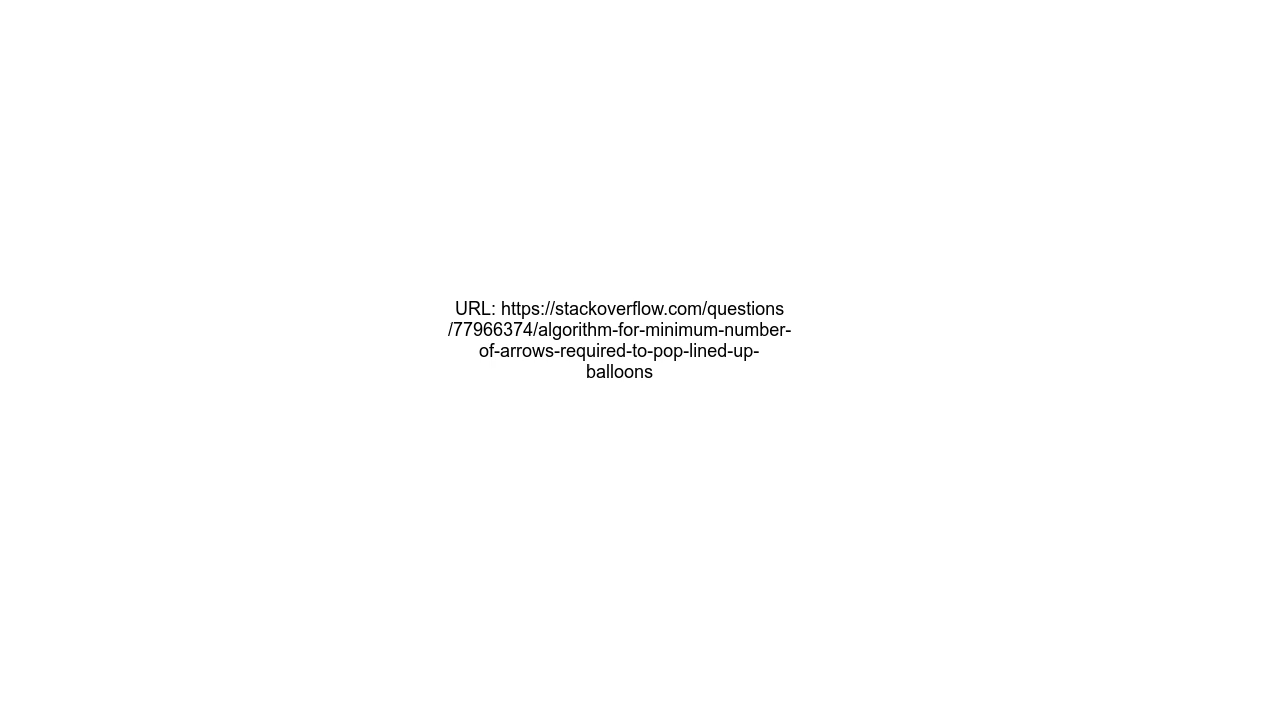 URL: https://stackoverflow.com/questions
/77966374/algorithm-for-minimum-number-
of-arrows-required-to-pop-lined-up-
balloons